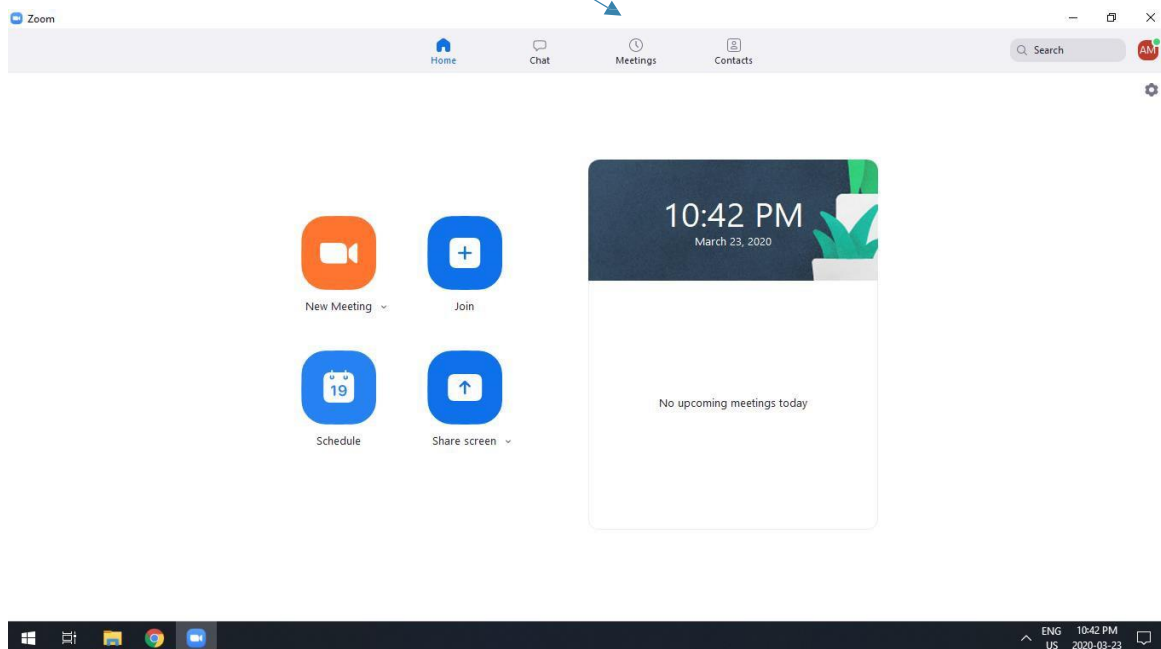 Zoom
Home
Chat
Meetings
Contacts
Search
AM
10:42 PM
March 23, 2020
New Meeting
Join
19
Schedule
Share screen
No upcoming meetings today
ENG
US
10:42 PM
2020-03-23